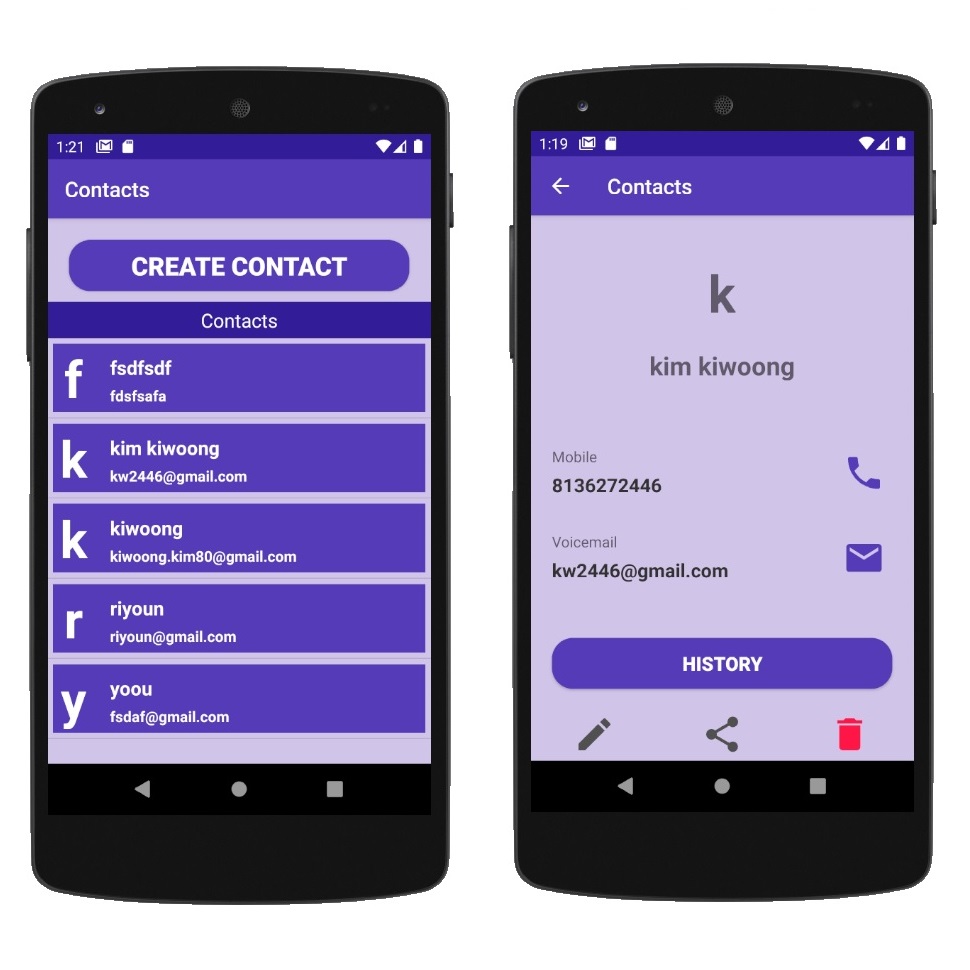 1:21
Contacts
CREATE CONTACT
Contacts
f
fsdfsdf
fdsfsafa
k
kim kiwoong
kw2446@gmail.com
k
kiwoong
kiwoong.kim80@gmail.com
r
riyoun
riyoun@gmail.com
y
yoou
fsdaf@gmail.com
1:19
Contacts
k
kim kiwoong
Mobile
8136272446
Voicemail
kw2446@gmail.com
HISTORY